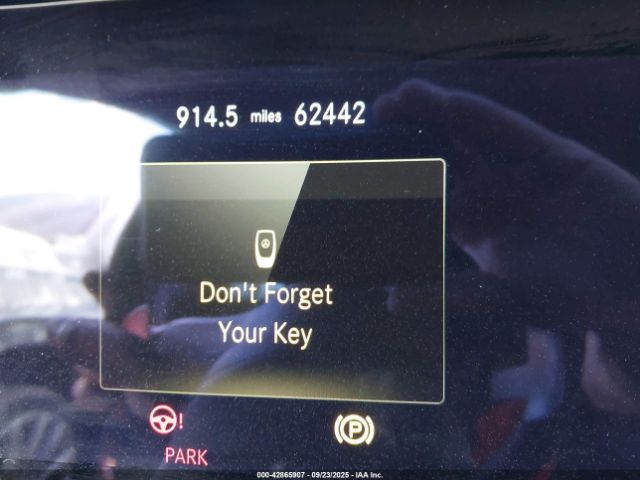 914.5 miles 62442
Don't Forget
Your Key
!
PARK
P
000-42865907 - 09/23/2025 - IAA Inc.